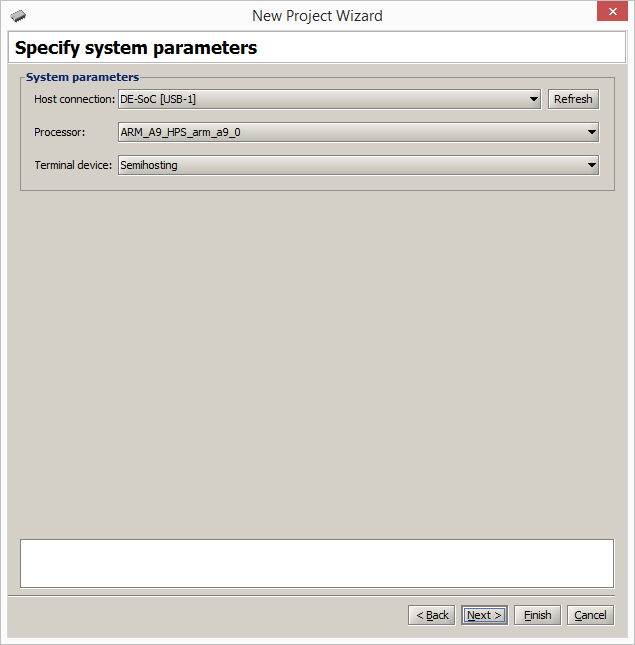 New Project Wizard
Specify system parameters
System parameters
Host connection: DE-SoC [USB-1] Refresh
Processor: ARM_A9_HPS_arm_a9_0
Terminal device: Semihosting
< Back Next > Finish Cancel